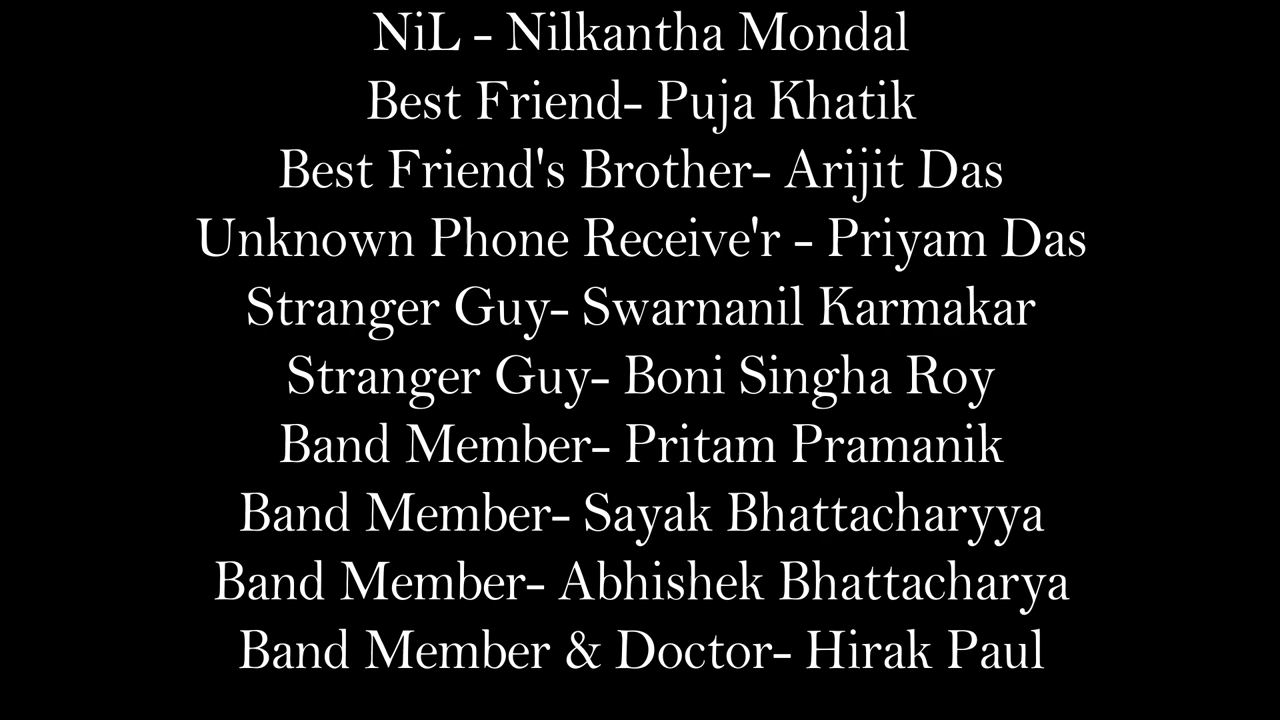 NiL - Nilkantha Mondal
Best Friend- Puja Khatik
Best Friend's Brother- Arijit Das
Unknown Phone Receive'r - Priyam Das
Stranger Guy- Swarnanil Karmakar
Stranger Guy- Boni Singha Roy
Band Member- Pritam Pramanik
Band Member- Sayak Bhattacharyya
Band Member- Abhishek Bhattacharya
Band Member & Doctor- Hirak Paul